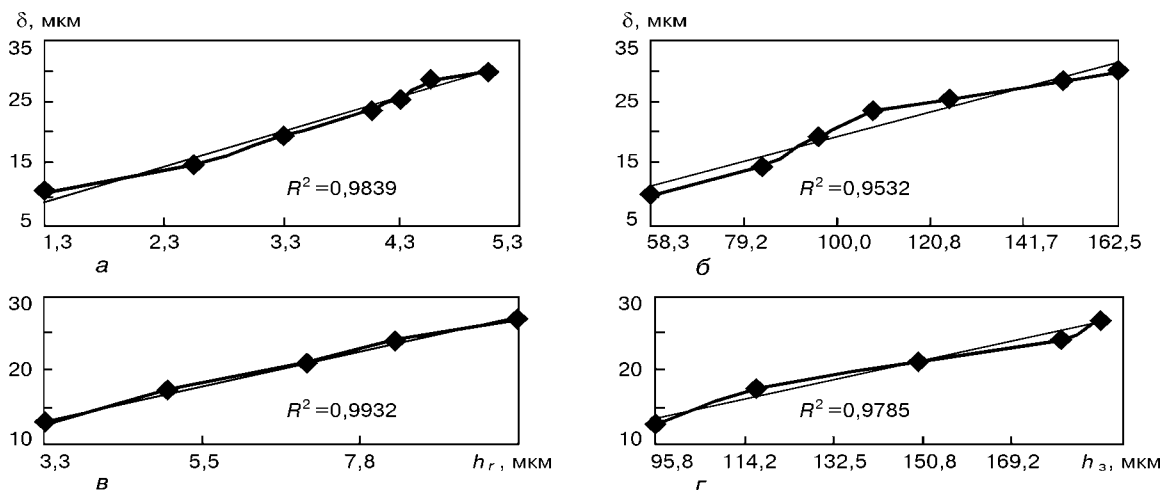 δ, мкм
35
25
15
5
R² = 0,9839
1,3 2,3 3,3 4,3 5,3
а
δ, мкм
35
25
15
5
R² = 0,9532
58,3 79,2 100,0 120,8 141,7 162,5
б
30
20
10
R² = 0,9932
3,3 5,5 7,8 hг, мкм
в
30
20
10
R² = 0,9785
95,8 114,2 132,5 150,8 169,2 hз, мкм
г